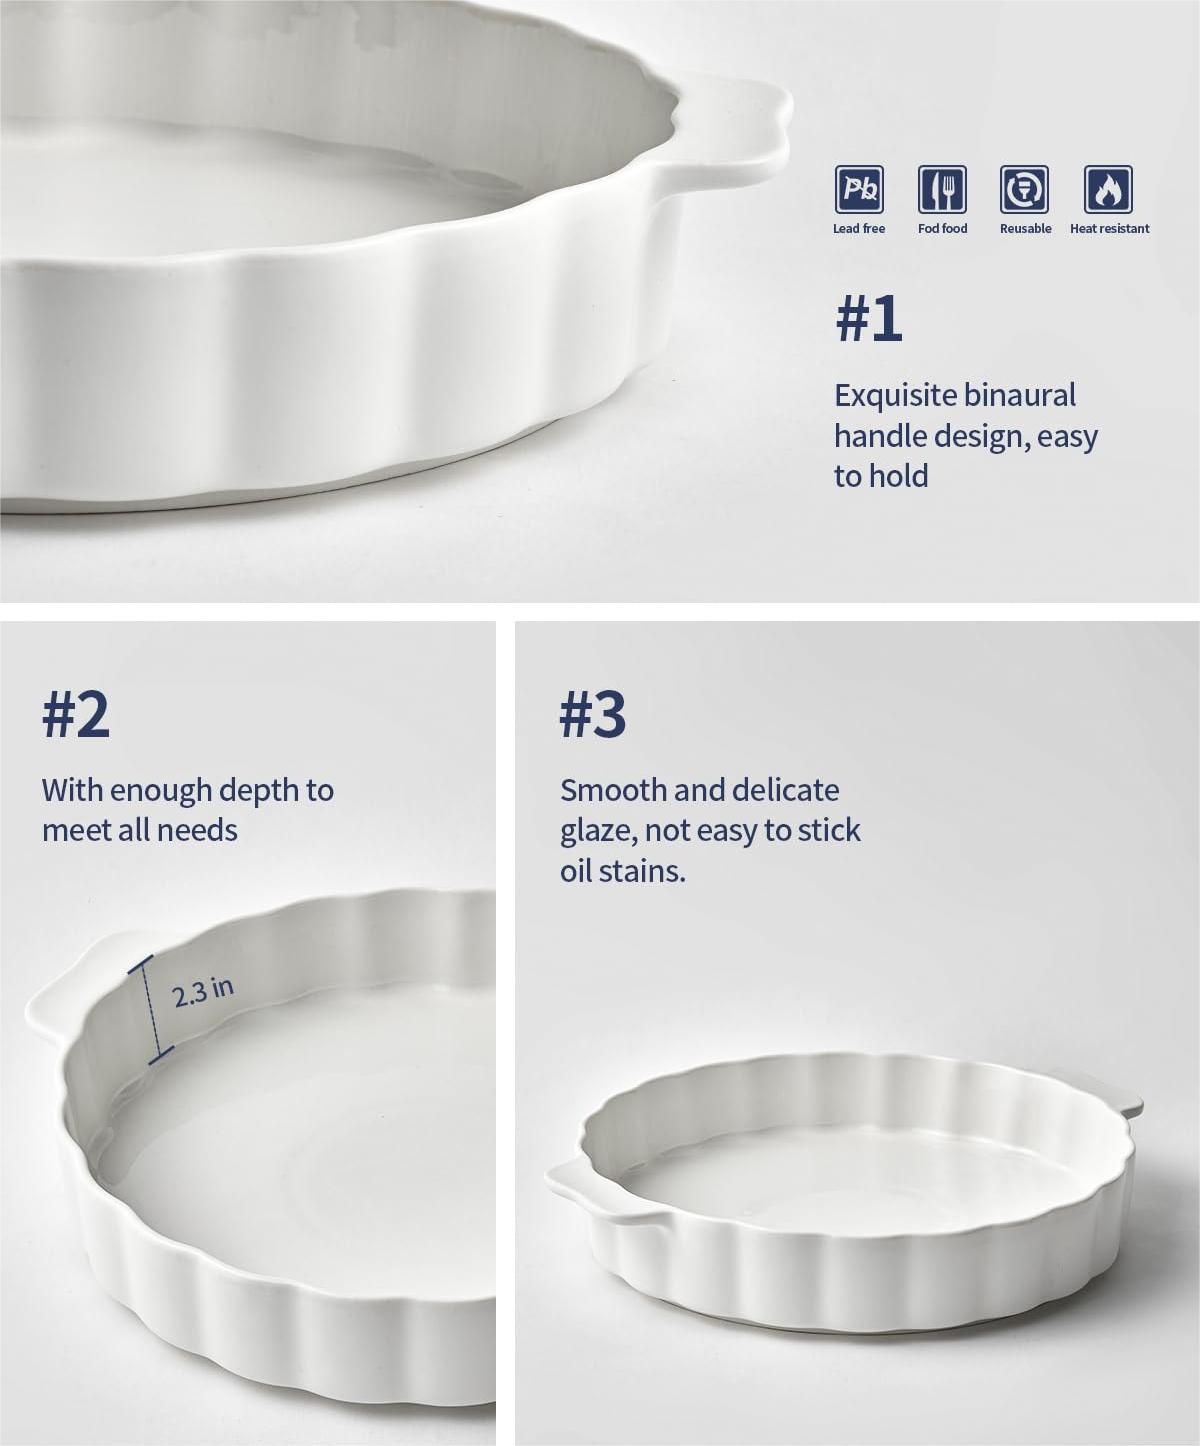 Pb
Lead free
Fod food
Reusable
Heat resistant
#1
Exquisite binaural
handle design, easy
to hold
#2
With enough depth to
meet all needs
2.3 in
#3
Smooth and delicate
glaze, not easy to stick
oil stains.